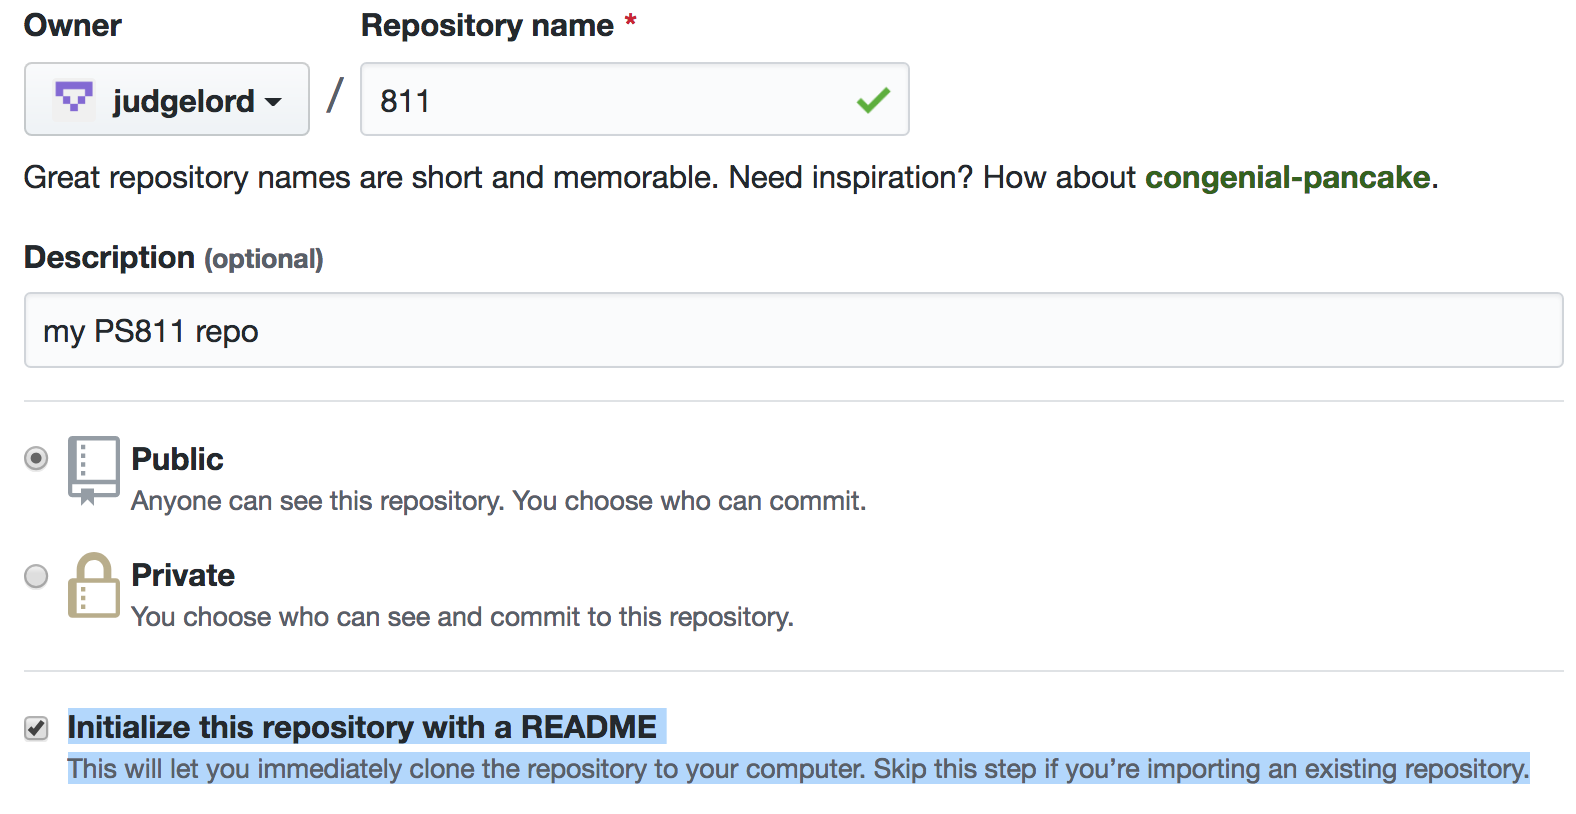 Owner
Repository name *
judgelord / 811
Great repository names are short and memorable. Need inspiration? How about congenial-pancake.
Description (optional)
my PS811 repo
Public
Anyone can see this repository. You choose who can commit.
Private
You choose who can see and commit to this repository.
Initialize this repository with a README
This will let you immediately clone the repository to your computer. Skip this step if you’re importing an existing repository.